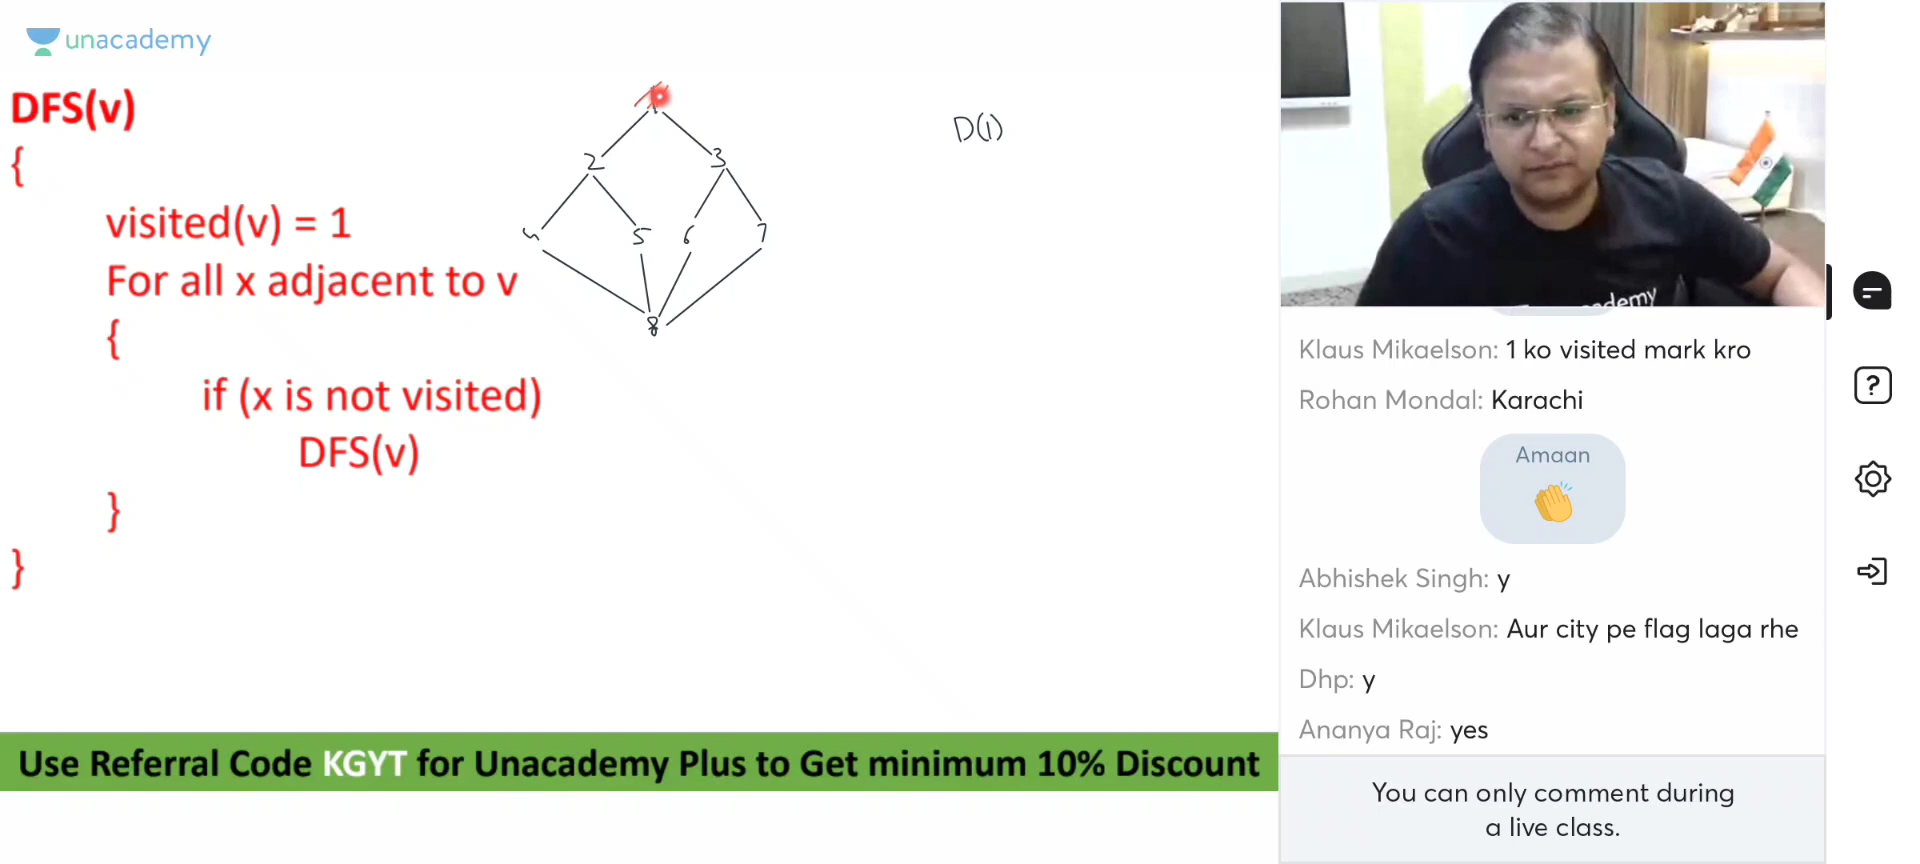 unacademy
DFS(v)
{
visited(v) = 1
For all x adjacent to v
{
if (x is not visited)
DFS(v)
}
}
1
2 3
4 5 6 7
8
D(1)
Use Referral Code KGYT for Unacademy Plus to Get minimum 10% Discount
Klaus Mikaelson: 1 ko visited mark kro
Rohan Mondal: Karachi
Amaan
Abhishek Singh: y
Klaus Mikaelson: Aur city pe flag laga rhe
Dhp: y
Ananya Raj: yes
You can only comment during
a live class.
?